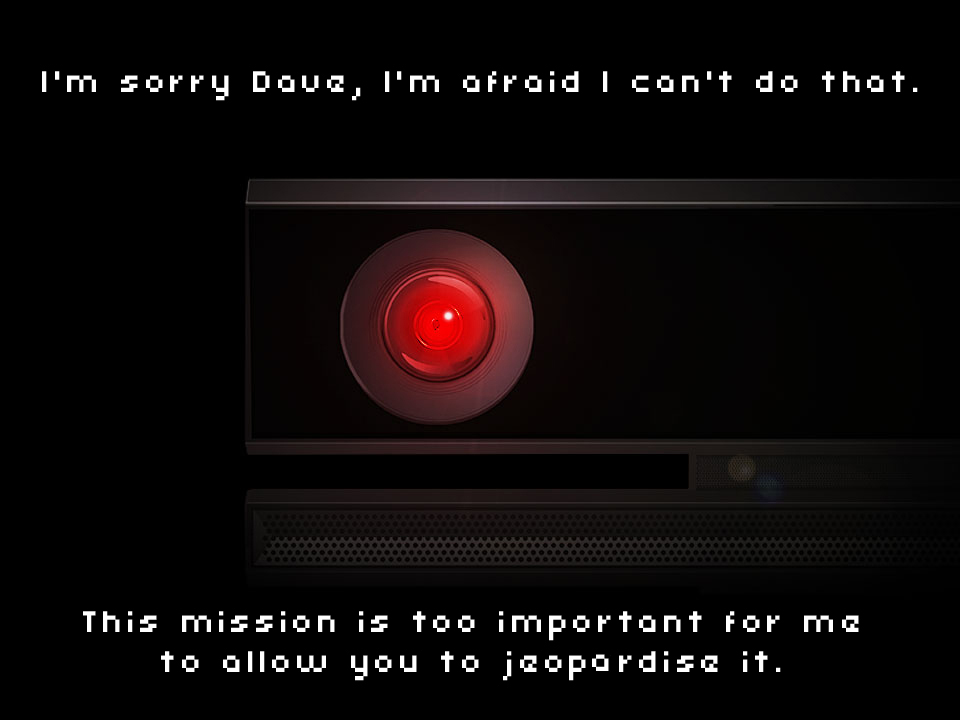 I'm sorry Dave, I'm afraid I can't do that.
This mission is too important for me
to allow you to jeopardise it.